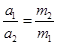 a₁/a₂ = m₂/m₁